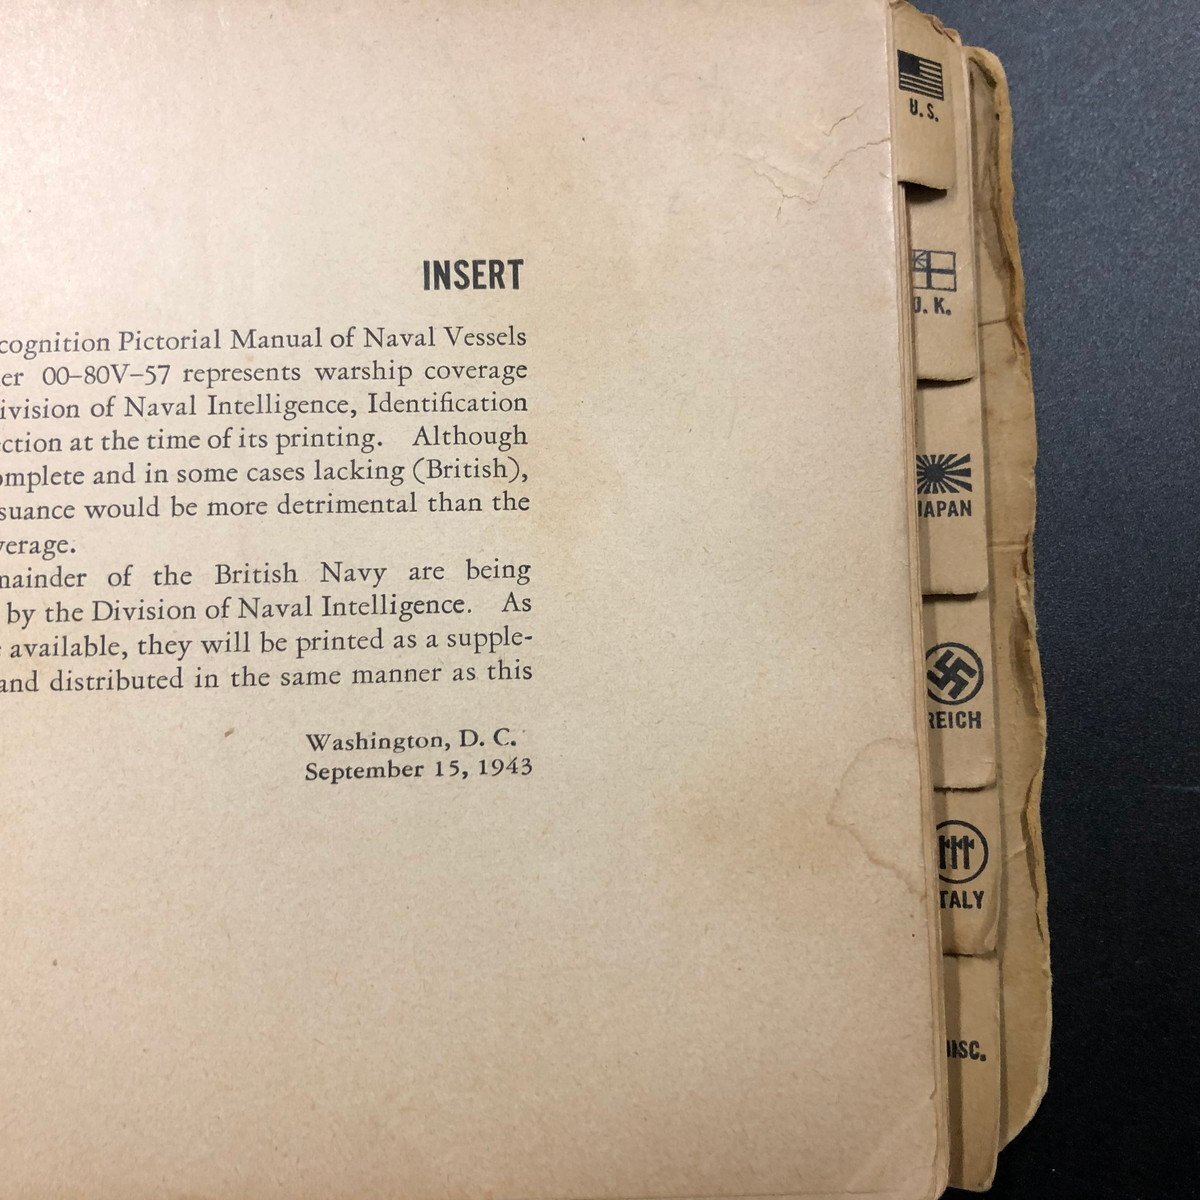 INSERT
cognition Pictorial Manual of Naval Vessels
er 00-80V-57 represents warship coverage
ivision of Naval Intelligence, Identification
ection at the time of its printing. Although
omplete and in some cases lacking (British),
suance would be more detrimental than the
verage.
mainder of the British Navy are being
by the Division of Naval Intelligence. As
available, they will be printed as a supple-
and distributed in the same manner as this
Washington, D. C.
September 15, 1943
U.S.
U.K.
JAPAN
REICH
ITALY
MISC.